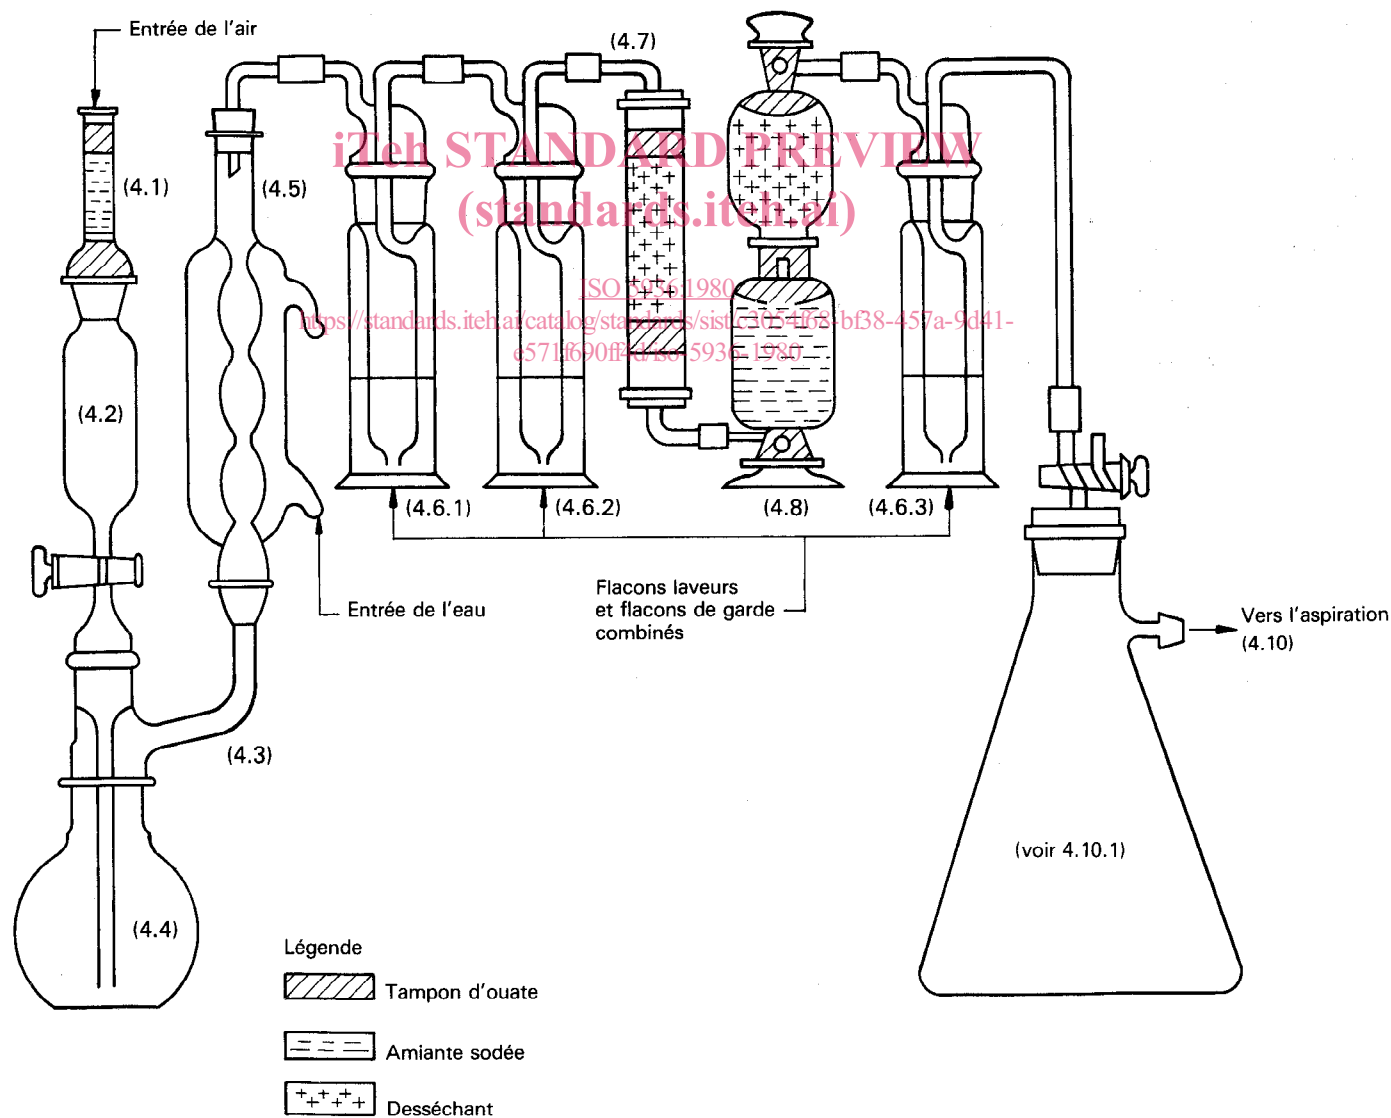 Entrée de l'air
(4.7)
iTeh STANDARD PREVIEW
(standards.iteh.ai)
(4.1)
(4.5)
ISO 5936:1980
https://standards.iteh.ai/catalog/standards/sist/c3054f68-bf38-457a-9d41-
e571f690ff4d/iso-5936-1980
(4.2)
(4.6.1)
(4.6.2)
(4.8)
(4.6.3)
Entrée de l'eau
Flacons laveurs
et flacons de garde
combinés
Vers l'aspiration
(4.10)
(4.3)
(voir 4.10.1)
(4.4)
Légende
Tampon d'ouate
Amiante sodée
Desséchant